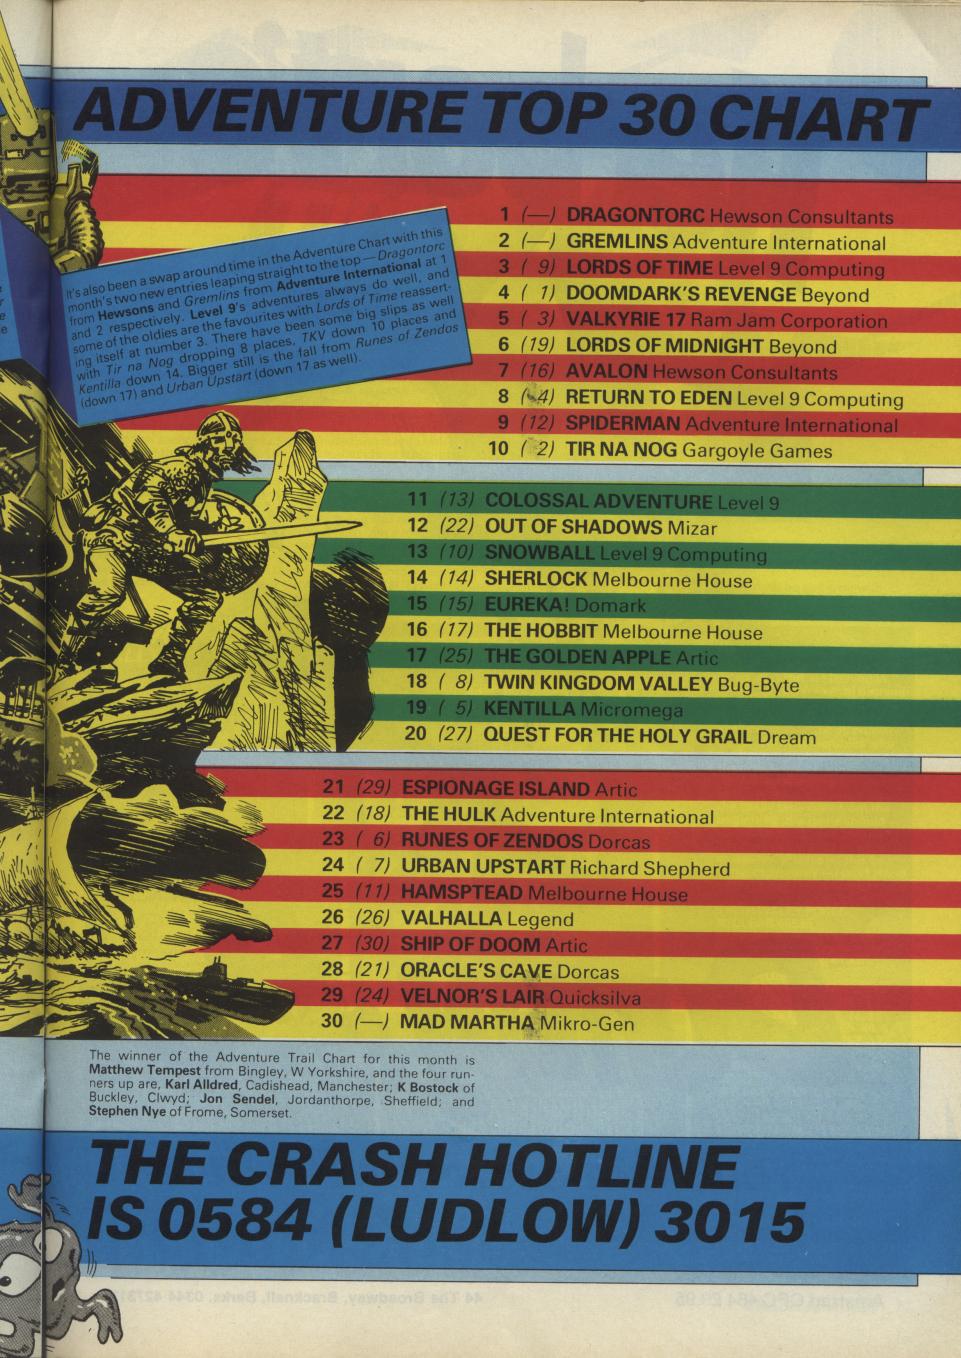 ADVENTURE TOP 30 CHART
It's also been a swap around time in the Adventure Chart with this
month's two new entries leaping straight to the top — Dragontorc
from Hewsons and Gremlins from Adventure International at 1
and 2 respectively. Level 9's adventures always do well, and
some of the oldies are the favourites with Lords of Time reassert-
ing itself at number 3. There have been some big slips as well
with Tir na Nog dropping 8 places, TKV down 10 places and
Kentilla down 14. Bigger still is the fall from Runes of Zendos
(down 17) and Urban Upstart (down 17 as well).
1 (—) DRAGONTORC Hewson Consultants
2 (—) GREMLINS Adventure International
3 ( 9) LORDS OF TIME Level 9 Computing
4 ( 1) DOOMDARK'S REVENGE Beyond
5 ( 3) VALKYRIE 17 Ram Jam Corporation
6 (19) LORDS OF MIDNIGHT Beyond
7 (16) AVALON Hewson Consultants
8 ( 4) RETURN TO EDEN Level 9 Computing
9 (12) SPIDERMAN Adventure International
10 ( 2) TIR NA NOG Gargoyle Games
11 (13) COLOSSAL ADVENTURE Level 9
12 (22) OUT OF SHADOWS Mizar
13 (10) SNOWBALL Level 9 Computing
14 (14) SHERLOCK Melbourne House
15 (15) EUREKA! Domark
16 (17) THE HOBBIT Melbourne House
17 (25) THE GOLDEN APPLE Artic
18 ( 8) TWIN KINGDOM VALLEY Bug-Byte
19 ( 5) KENTILLA Micromega
20 (27) QUEST FOR THE HOLY GRAIL Dream
21 (29) ESPIONAGE ISLAND Artic
22 (18) THE HULK Adventure International
23 ( 6) RUNES OF ZENDOS Dorcas
24 ( 7) URBAN UPSTART Richard Shepherd
25 (11) HAMSPTEAD Melbourne House
26 (26) VALHALLA Legend
27 (30) SHIP OF DOOM Artic
28 (21) ORACLE'S CAVE Dorcas
29 (24) VELNOR'S LAIR Quicksilva
30 (—) MAD MARTHA Mikro-Gen
The winner of the Adventure Trail Chart for this month is
Matthew Tempest from Bingley, W Yorkshire, and the four run-
ners up are, Karl Alldred, Cadishead, Manchester; K Bostock of
Buckley, Clwyd; Jon Sendel, Jordanthorpe, Sheffield; and
Stephen Nye of Frome, Somerset.
THE CRASH HOTLINE
IS 0584 (LUDLOW) 3015